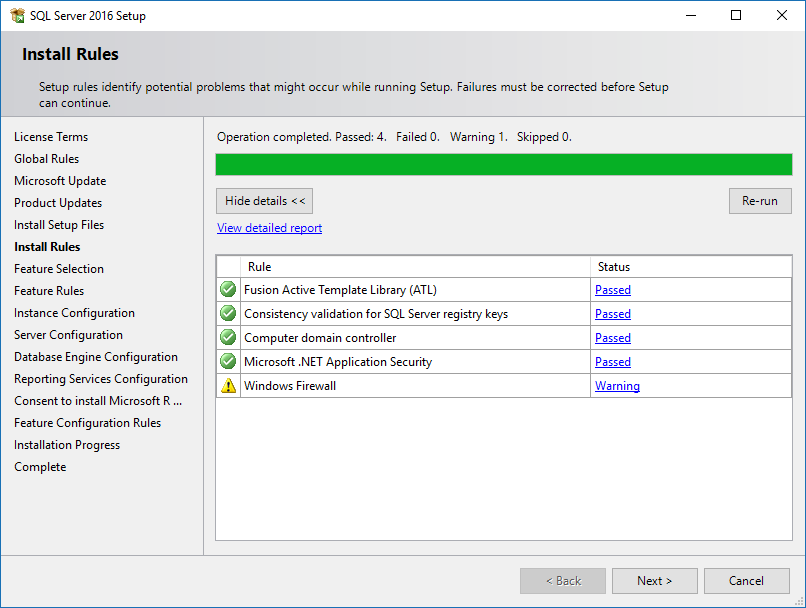 SQL Server 2016 Setup
Install Rules
Setup rules identify potential problems that might occur while running Setup. Failures must be corrected before Setup
can continue.
License Terms
Global Rules
Microsoft Update
Product Updates
Install Setup Files
Install Rules
Feature Selection
Feature Rules
Instance Configuration
Server Configuration
Database Engine Configuration
Reporting Services Configuration
Consent to install Microsoft R ...
Feature Configuration Rules
Installation Progress
Complete
Operation completed. Passed: 4. Failed 0. Warning 1. Skipped 0.
Hide details <<
Re-run
View detailed report
Rule Status
Fusion Active Template Library (ATL) Passed
Consistency validation for SQL Server registry keys Passed
Computer domain controller Passed
Microsoft .NET Application Security Passed
Windows Firewall Warning
< Back Next > Cancel